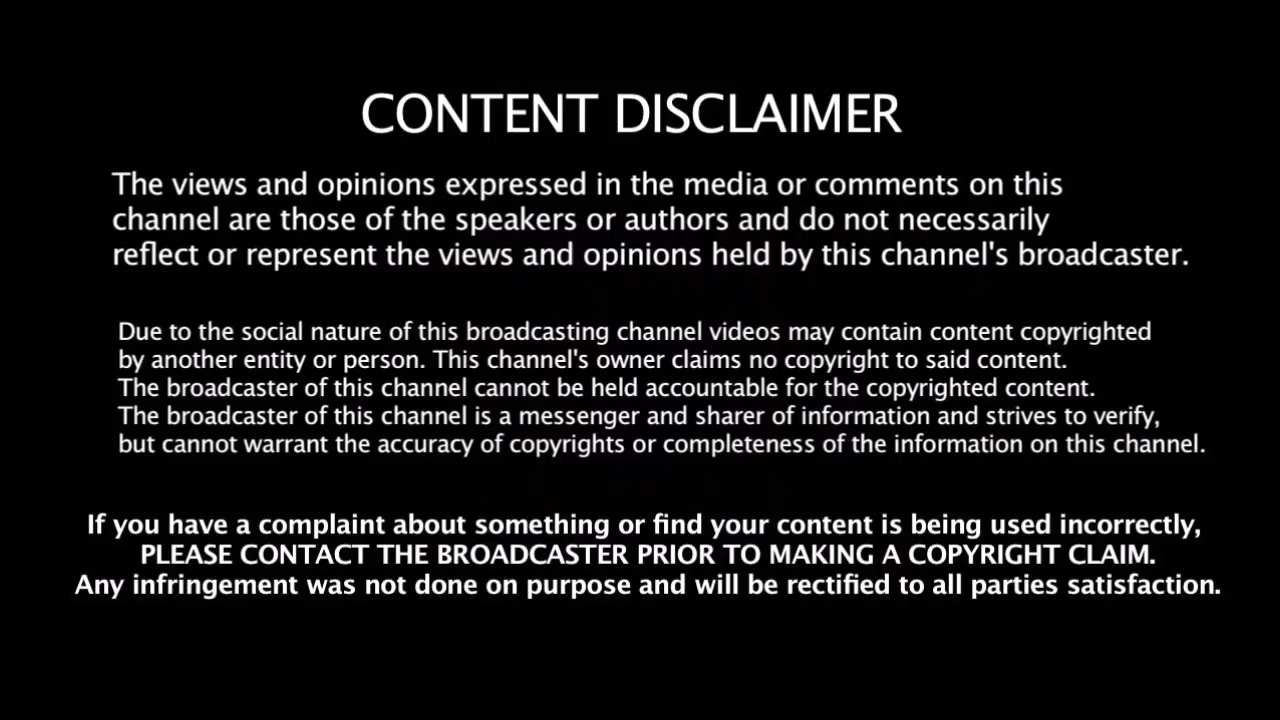 CONTENT DISCLAIMER
The views and opinions expressed in the media or comments on this
channel are those of the speakers or authors and do not necessarily
reflect or represent the views and opinions held by this channel's broadcaster.
Due to the social nature of this broadcasting channel videos may contain content copyrighted
by another entity or person. This channel's owner claims no copyright to said content.
The broadcaster of this channel cannot be held accountable for the copyrighted content.
The broadcaster of this channel is a messenger and sharer of information and strives to verify,
but cannot warrant the accuracy of copyrights or completeness of the information on this channel.
If you have a complaint about something or find your content is being used incorrectly,
PLEASE CONTACT THE BROADCASTER PRIOR TO MAKING A COPYRIGHT CLAIM.
Any infringement was not done on purpose and will be rectified to all parties satisfaction.